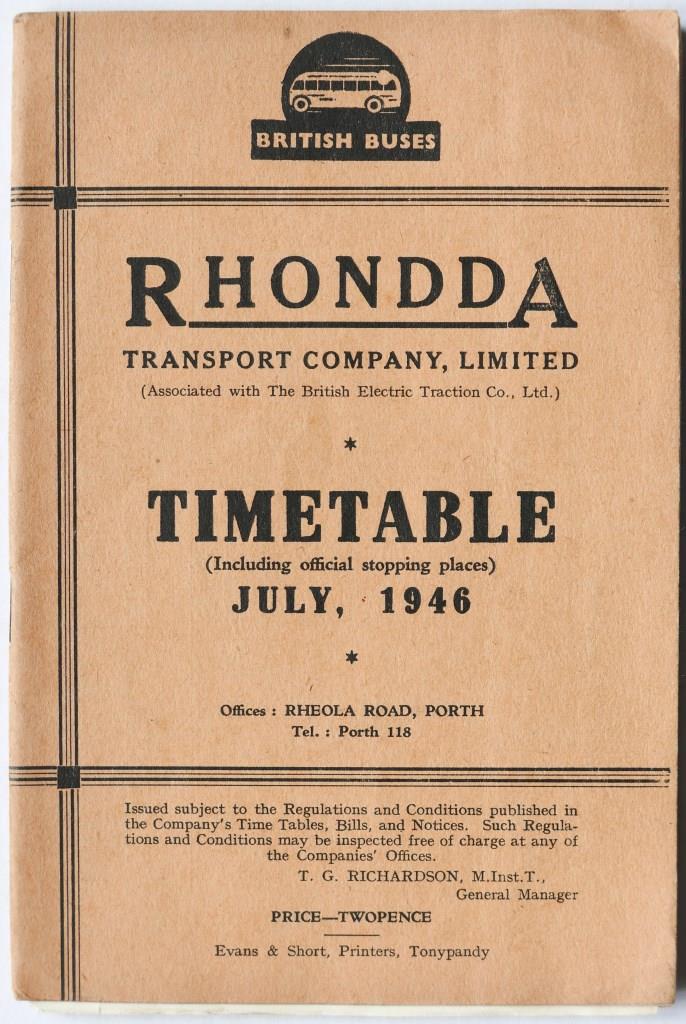 BRITISH BUSES
RHONDDA
TRANSPORT COMPANY, LIMITED
(Associated with The British Electric Traction Co., Ltd.)
*
TIMETABLE
(Including official stopping places)
JULY, 1946
*
Offices : RHEOLA ROAD, PORTH
Tel. : Porth 118
Issued subject to the Regulations and Conditions published in
the Company's Time Tables, Bills, and Notices. Such Regula-
tions and Conditions may be inspected free of charge at any of
the Companies' Offices.
T. G. RICHARDSON, M.Inst.T.,
General Manager
PRICE—TWOPENCE
Evans & Short, Printers, Tonypandy